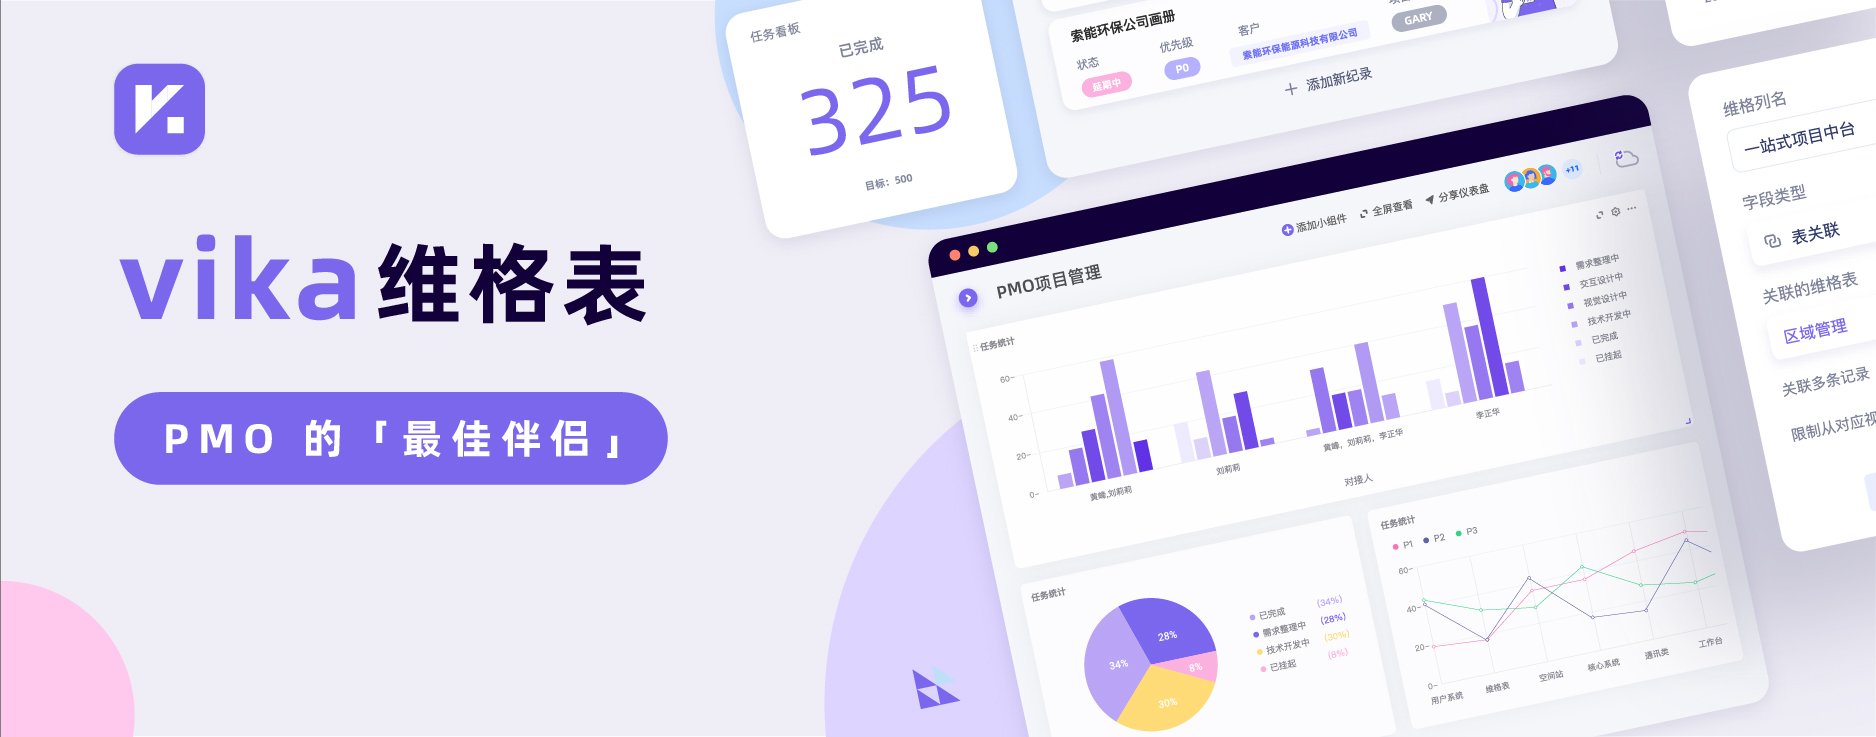 vika维格表
PMO 的「最佳伴侣」
任务看板
已完成
325
目标：500
索能环保公司画册
状态
延期中
优先级
P0
客户
索能环保能源科技有限公司
GARY
添加新纪录
PMO项目管理
添加小组件
全屏查看
分享仪表盘
+11
任务统计
60
40
20
0
黄峰,刘莉莉
刘莉莉
黄峰，刘莉莉，李正华
李正华
对接人
需求整理中
交互设计中
视觉设计中
技术开发中
已完成
已挂起
任务统计
28%
34%
8%
30%
已完成 (34%)
需求整理中 (28%)
技术开发中 (30%)
已挂起 (8%)
任务统计
P1 P2 P3
60
40
20
0
用户系统
维格表
空间站
核心系统
通讯类
工作台
维格列名
一站式项目中台
字段类型
表关联
关联的维格表
区域管理
关联多条记录
限制从对应视